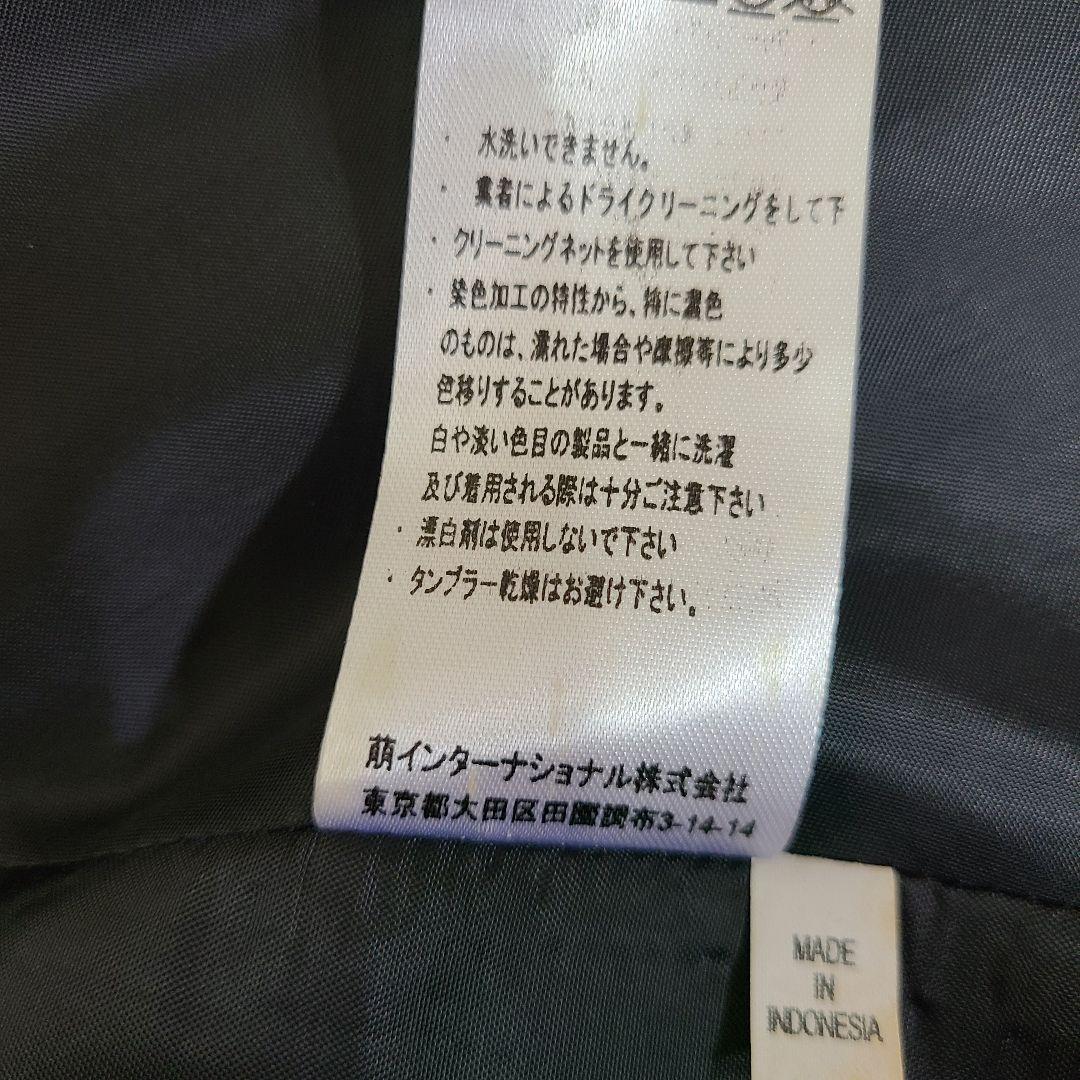 ・ 水洗いできません。
・ 業者によるドライクリーニングをして下
・ クリーニングネットを使用して下さい
・ 染色加工の特性から、特に濃色
のものは、濡れた場合や摩擦等により多少
色移りすることがあります。
白や淡い色目の製品と一緒に洗濯
及び着用される際は十分ご注意下さい
・ 漂白剤は使用しないで下さい
・ タンブラー乾燥はお避け下さい。
萌インターナショナル株式会社
東京都大田区田園調布3-14-14
MADE
IN
INDONESIA